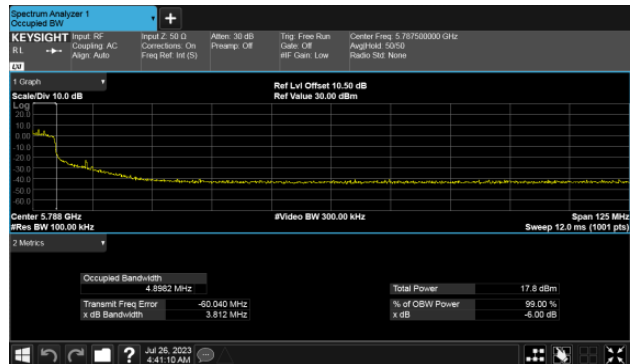 Spectrum Analyzer 1
Occupied BW
KEYSIGHT Input: RF Input Z: 50 Ω Atten: 30 dB Trig: Free Run Center Freq: 5.787500000 GHz
RL Coupling: AC Corrections: On Preamp: Off Gate: Off Avg|Hold: 50/50
Align: Auto Freq Ref: Int (S) #IF Gain: Low Radio Std: None
LXI
1 Graph
Ref Lvl Offset 10.50 dB
Scale/Div 10.0 dB Ref Value 30.00 dBm
Log
20.0
10.0
0.00
-10.0
-20.0
-30.0
-40.0
-50.0
-60.0
Center 5.788 GHz #Video BW 300.00 kHz Span 125 MHz
#Res BW 100.00 kHz Sweep 12.0 ms (1001 pts)
2 Metrics
Occupied Bandwidth
4.8982 MHz Total Power 17.8 dBm
Transmit Freq Error -60.040 MHz % of OBW Power 99.00 %
x dB Bandwidth 3.812 MHz x dB -6.00 dB
? Jul 26, 2023
4:41:10 AM